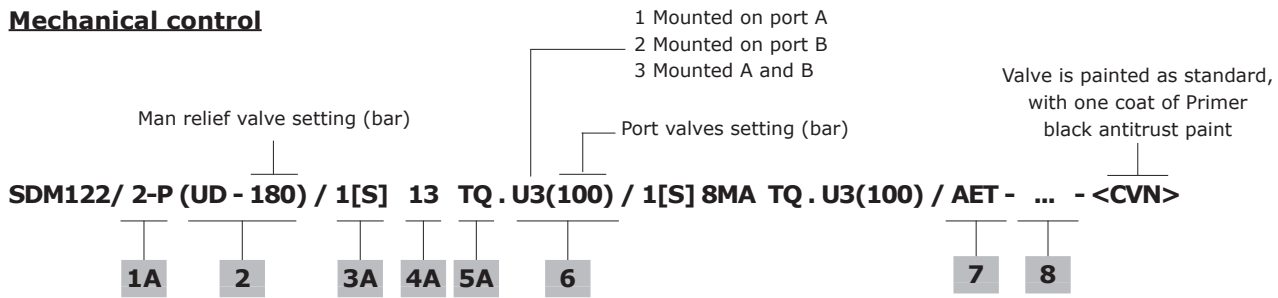 Mechanical control
1 Mounted on port A
2 Mounted on port B
3 Mounted A and B
Valve is painted as standard,
with one coat of Primer
black antitrust paint
Man relief valve setting (bar)
Port valves setting (bar)
SDM122/ 2-P (UD - 180) / 1[S] 13 TQ . U3(100) / 1[S] 8MA TQ . U3(100) / AET - ... - <CVN>
1A 2 3A 4A 5A 6 7 8